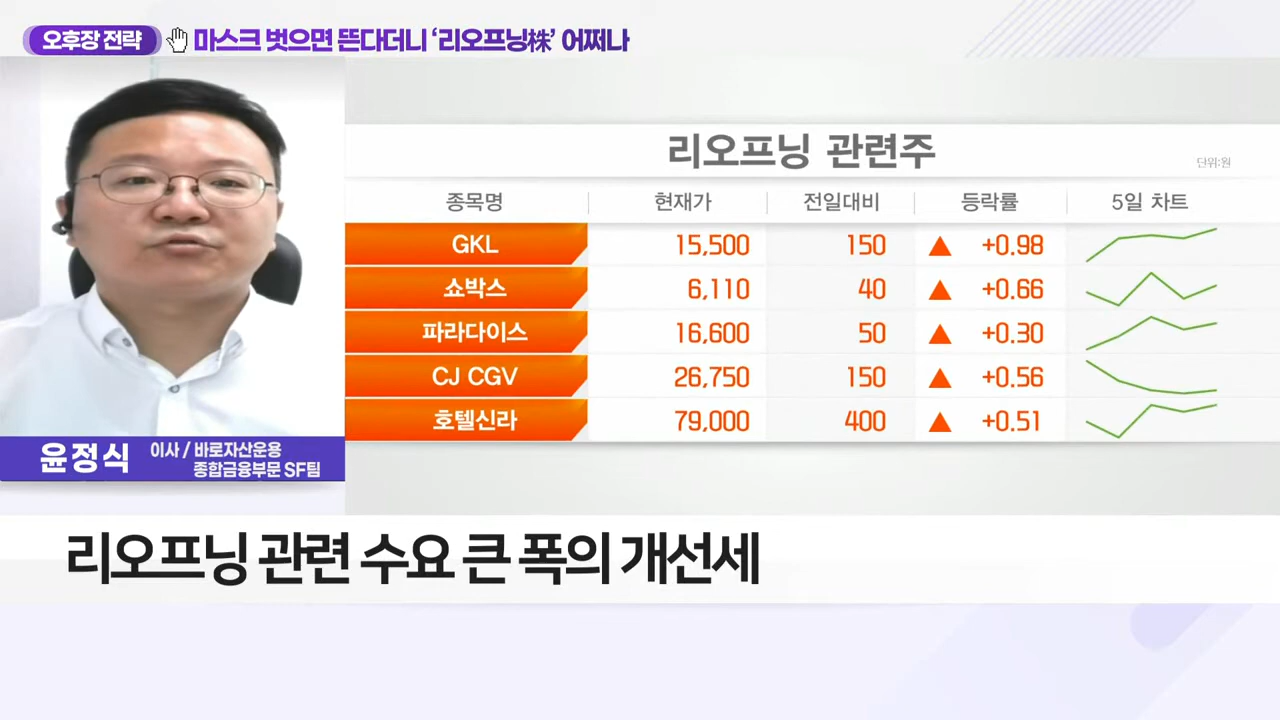 오후장 전략 마스크 벗으면 뜬다더니 ‘리오프닝株’ 어쩌나
리오프닝 관련주
단위:원
종목명 현재가 전일대비 등락률 5일 차트
GKL 15,500 150 ▲ +0.98
쇼박스 6,110 40 ▲ +0.66
파라다이스 16,600 50 ▲ +0.30
CJ CGV 26,750 150 ▲ +0.56
호텔신라 79,000 400 ▲ +0.51
윤정식 이사 / 바로자산운용
종합금융부문 SF팀
리오프닝 관련 수요 큰 폭의 개선세